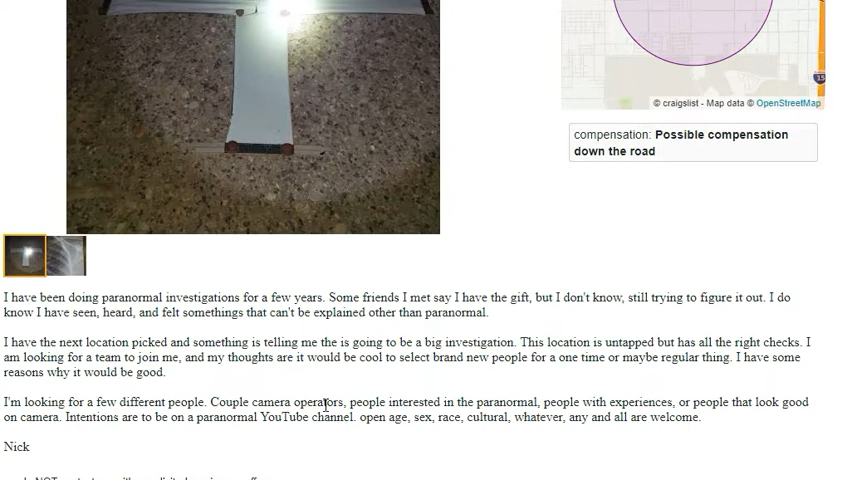 15
© craigslist - Map data © OpenStreetMap
compensation: Possible compensation
down the road
I have been doing paranormal investigations for a few years. Some friends I met say I have the gift, but I don't know, still trying to figure it out. I do
know I have seen, heard, and felt somethings that can't be explained other than paranormal.
I have the next location picked and something is telling me the is going to be a big investigation. This location is untapped but has all the right checks. I
am looking for a team to join me, and my thoughts are it would be cool to select brand new people for a one time or maybe regular thing. I have some
reasons why it would be good.
I'm looking for a few different people. Couple camera operators, people interested in the paranormal, people with experiences, or people that look good
on camera. Intentions are to be on a paranormal YouTube channel. open age, sex, race, cultural, whatever, any and all are welcome.
Nick